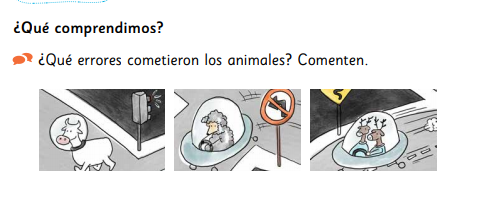 ¿Qué comprendimos?
¿Qué errores cometieron los animales? Comenten.